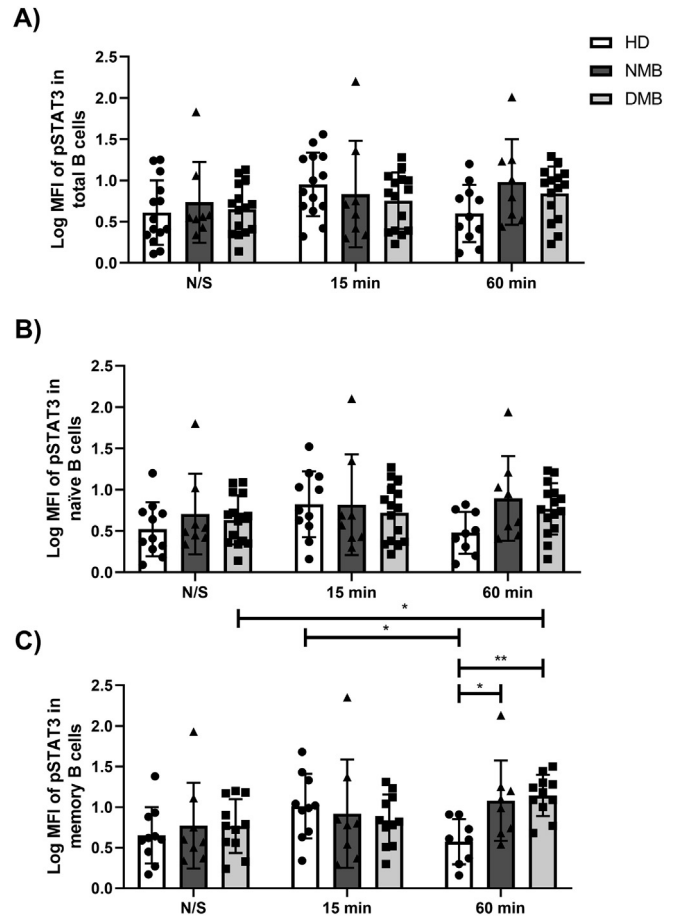 A)
HD
NMB
DMB
Log MFI of pSTAT3 in
total B cells
2.5
2.0
1.5
1.0
0.5
0.0
N/S 15 min 60 min
B)
Log MFI of pSTAT3 in
naïve B cells
2.5
2.0
1.5
1.0
0.5
0.0
N/S 15 min 60 min
*
*
**
*
C)
Log MFI of pSTAT3 in
memory B cells
2.5
2.0
1.5
1.0
0.5
0.0
N/S 15 min 60 min